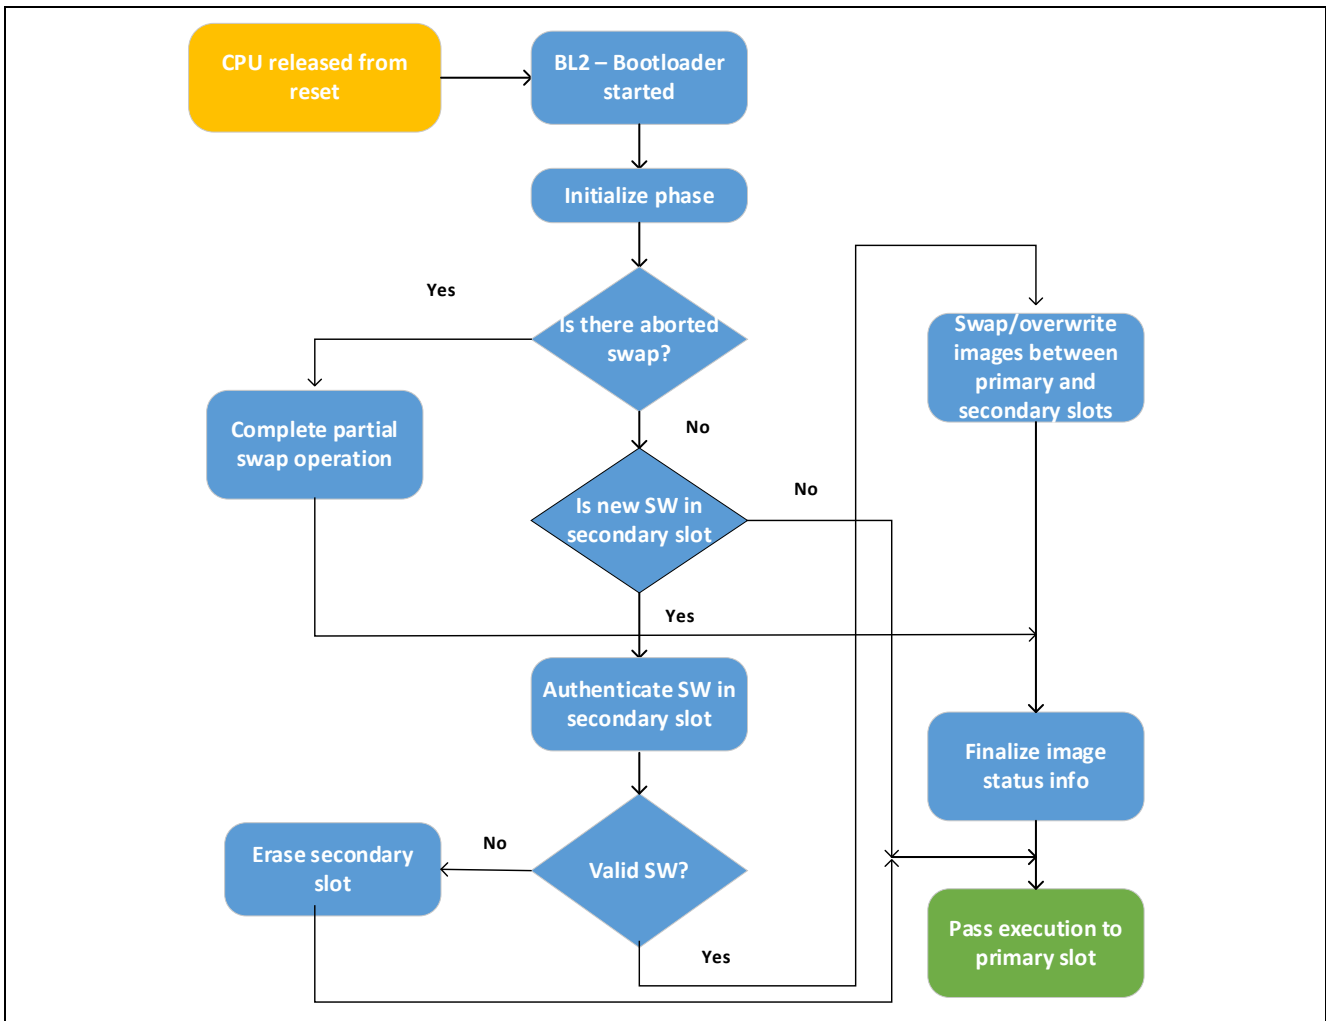 CPU released from
reset
BL2 – Bootloader
started
Initialize phase
Yes
Is there aborted
swap?
Swap/overwrite
images between
primary and
secondary slots
Complete partial
swap operation
No
Is new SW in
secondary slot
No
Yes
Authenticate SW in
secondary slot
Finalize image
status info
Erase secondary
slot
No
Valid SW?
Yes
Pass execution to
primary slot